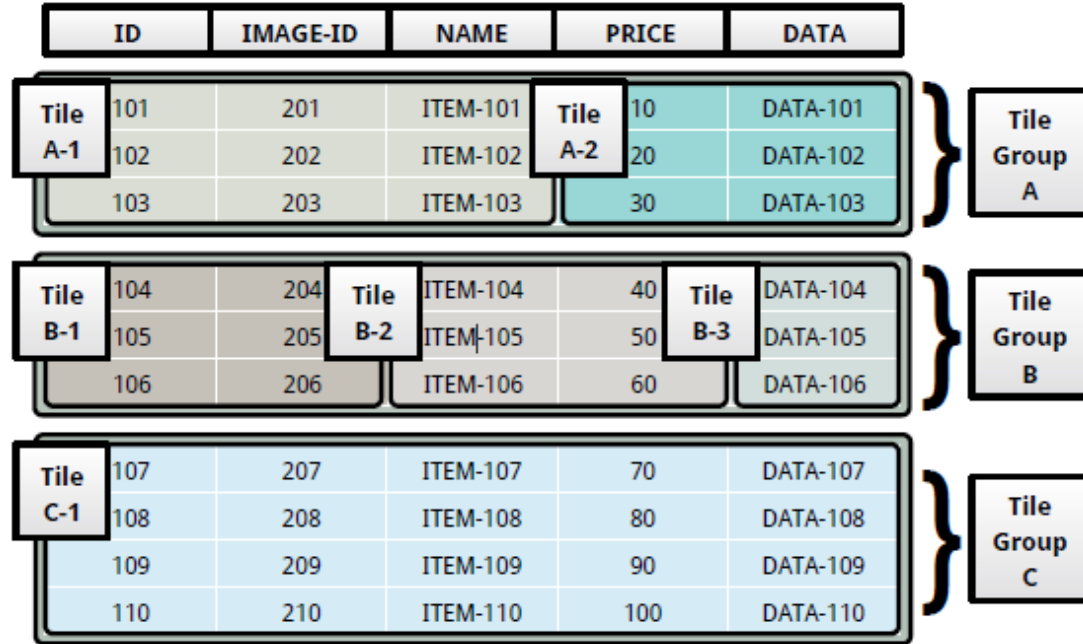 ID IMAGE-ID NAME PRICE DATA
Tile A-1
101 201 ITEM-101
102 202 ITEM-102
103 203 ITEM-103
Tile A-2
10 DATA-101
20 DATA-102
30 DATA-103
Tile Group A
Tile B-1
104 204
105 205
106 206
Tile B-2
ITEM-104 40
ITEM-105 50
ITEM-106 60
Tile B-3
DATA-104
DATA-105
DATA-106
Tile Group B
Tile C-1
107 207 ITEM-107 70 DATA-107
108 208 ITEM-108 80 DATA-108
109 209 ITEM-109 90 DATA-109
110 210 ITEM-110 100 DATA-110
Tile Group C